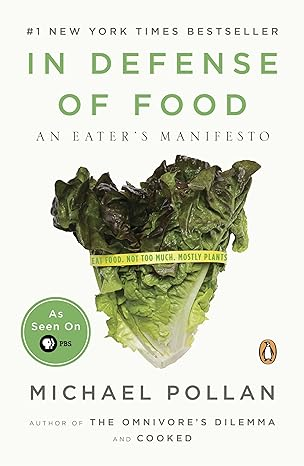 #1 NEW YORK TIMES BESTSELLER
IN DEFENSE
OF FOOD
AN EATER'S MANIFESTO
EAT FOOD. NOT TOO MUCH. MOSTLY PLANTS
As
Seen On
PBS
MICHAEL POLLAN
AUTHOR OF THE OMNIVORE'S DILEMMA
AND COOKED